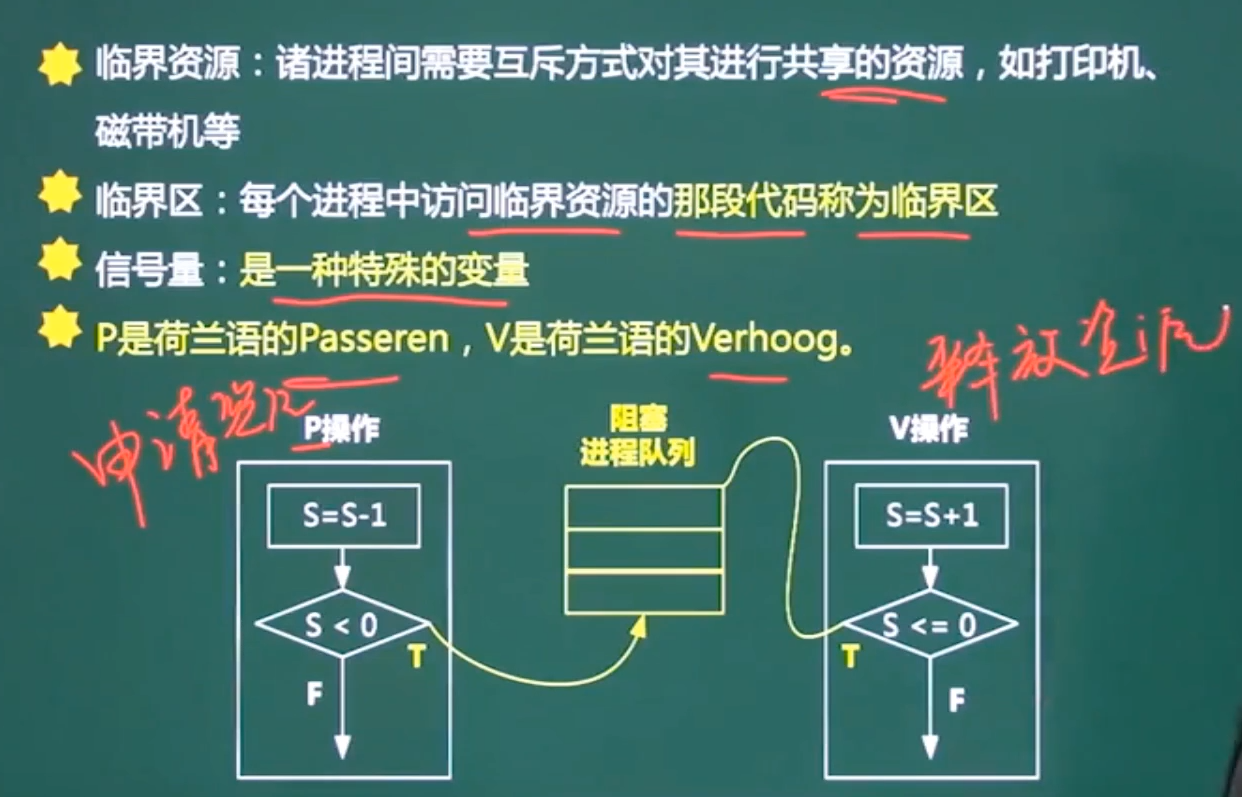 临界资源：诸进程间需要互斥方式对其进行共享的资源，如打印机、
磁带机等
临界区：每个进程中访问临界资源的那段代码称为临界区
信号量：是一种特殊的变量
P是荷兰语的Passeren，V是荷兰语的Verhoog。
申请资源
释放资源
P操作
阻塞
进程队列
V操作
S=S-1
S=S+1
S < 0
S <= 0
T
T
F
F